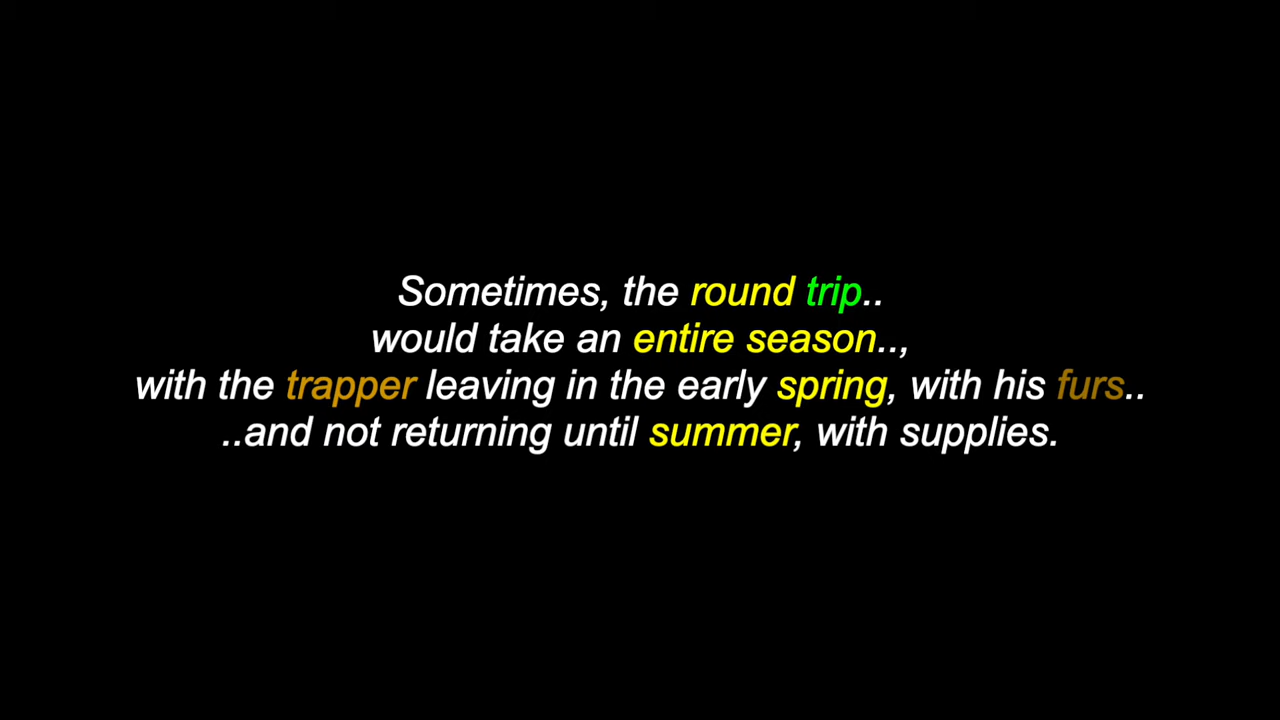 Sometimes, the round trip..
would take an entire season..,
with the trapper leaving in the early spring, with his furs..
..and not returning until summer, with supplies.